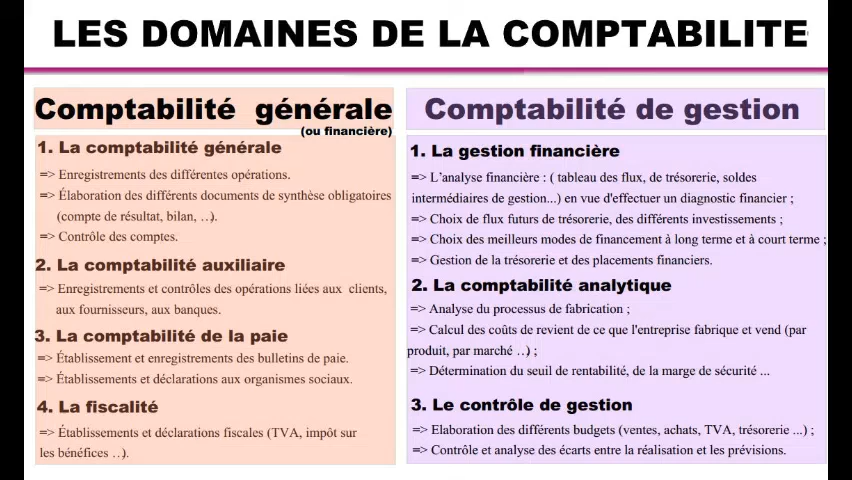 LES DOMAINES DE LA COMPTABILITE
Comptabilité générale
(ou financière)
1. La comptabilité générale
=> Enregistrements des différentes opérations.
=> Élaboration des différents documents de synthèse obligatoires
(compte de résultat, bilan, …).
=> Contrôle des comptes.
2. La comptabilité auxiliaire
=> Enregistrements et contrôles des opérations liées aux clients,
aux fournisseurs, aux banques.
3. La comptabilité de la paie
=> Établissement et enregistrements des bulletins de paie.
=> Établissements et déclarations aux organismes sociaux.
4. La fiscalité
=> Établissements et déclarations fiscales (TVA, impôt sur
les bénéfices …).
Comptabilité de gestion
1. La gestion financière
=> L’analyse financière : ( tableau des flux, de trésorerie, soldes
intermédiaires de gestion...) en vue d'effectuer un diagnostic financier ;
=> Choix de flux futurs de trésorerie, des différents investissements ;
=> Choix des meilleurs modes de financement à long terme et à court terme ;
=> Gestion de la trésorerie et des placements financiers.
2. La comptabilité analytique
=> Analyse du processus de fabrication ;
=> Calcul des coûts de revient de ce que l'entreprise fabrique et vend (par
produit, par marché …) ;
=> Détermination du seuil de rentabilité, de la marge de sécurité ...
3. Le contrôle de gestion
=> Elaboration des différents budgets (ventes, achats, TVA, trésorerie ...) ;
=> Contrôle et analyse des écarts entre la réalisation et les prévisions.